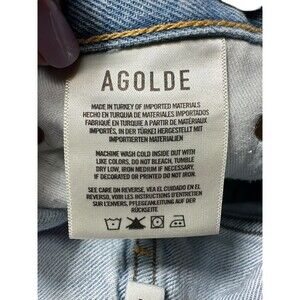 AGOLDE
MADE IN TURKEY OF IMPORTED MATERIALS
HECHO EN TURQUIA DE MATERIALES IMPORTADOS
FABRIQUÉ EN TURQUIE A PARTIR DE MATÉRIAUX
IMPORTÉS, IN DER TÜRKEI HERGESTELLT MIT
IMPORTIERTEN MATERIALIEN
MACHINE WASH COLD INSIDE OUT WITH
LIKE COLORS, DO NOT BLEACH, TUMBLE
DRY LOW, IRON MEDIUM IF NECESSARY,
IF DECORATED OR PRINTED DO NOT IRON.
SEE CARE ON REVERSE, VEA EL CUIDADO EN EL
REVERSO, VOIR LES INSTRUCTIONS D'ENTRETIEN
SUR L'ENVERS, PFLEGEANLEITUNG AUF DER
RÜCKSEITE